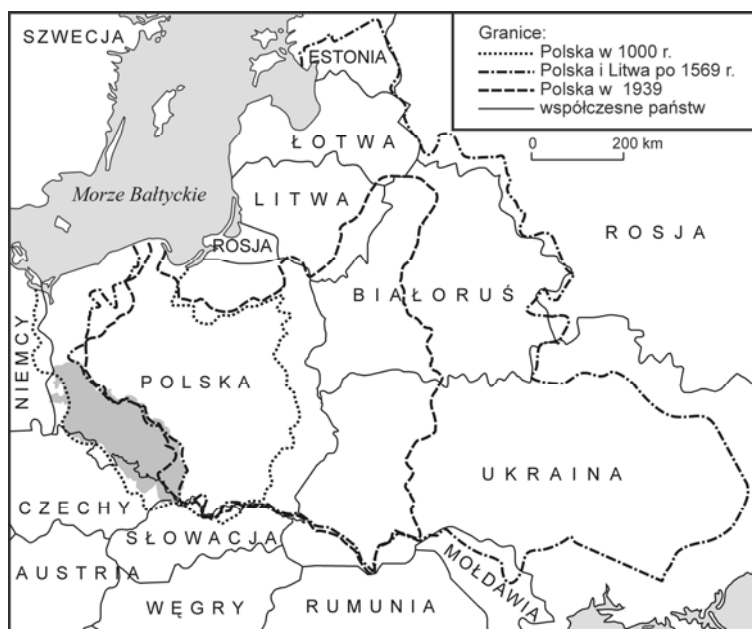 SZWECJA
ESTONIA
ŁOTWA
Morze Bałtyckie
LITWA
ROSJA
ROSJA
BIAŁORUŚ
NIEMCY
POLSKA
UKRAINA
CZECHY
SŁOWACJA
AUSTRIA
MOŁDAWIA
WĘGRY
RUMUNIA
Granice:
Polska w 1000 r.
Polska i Litwa po 1569 r.
Polska w 1939
współczesne państw
0 200 km